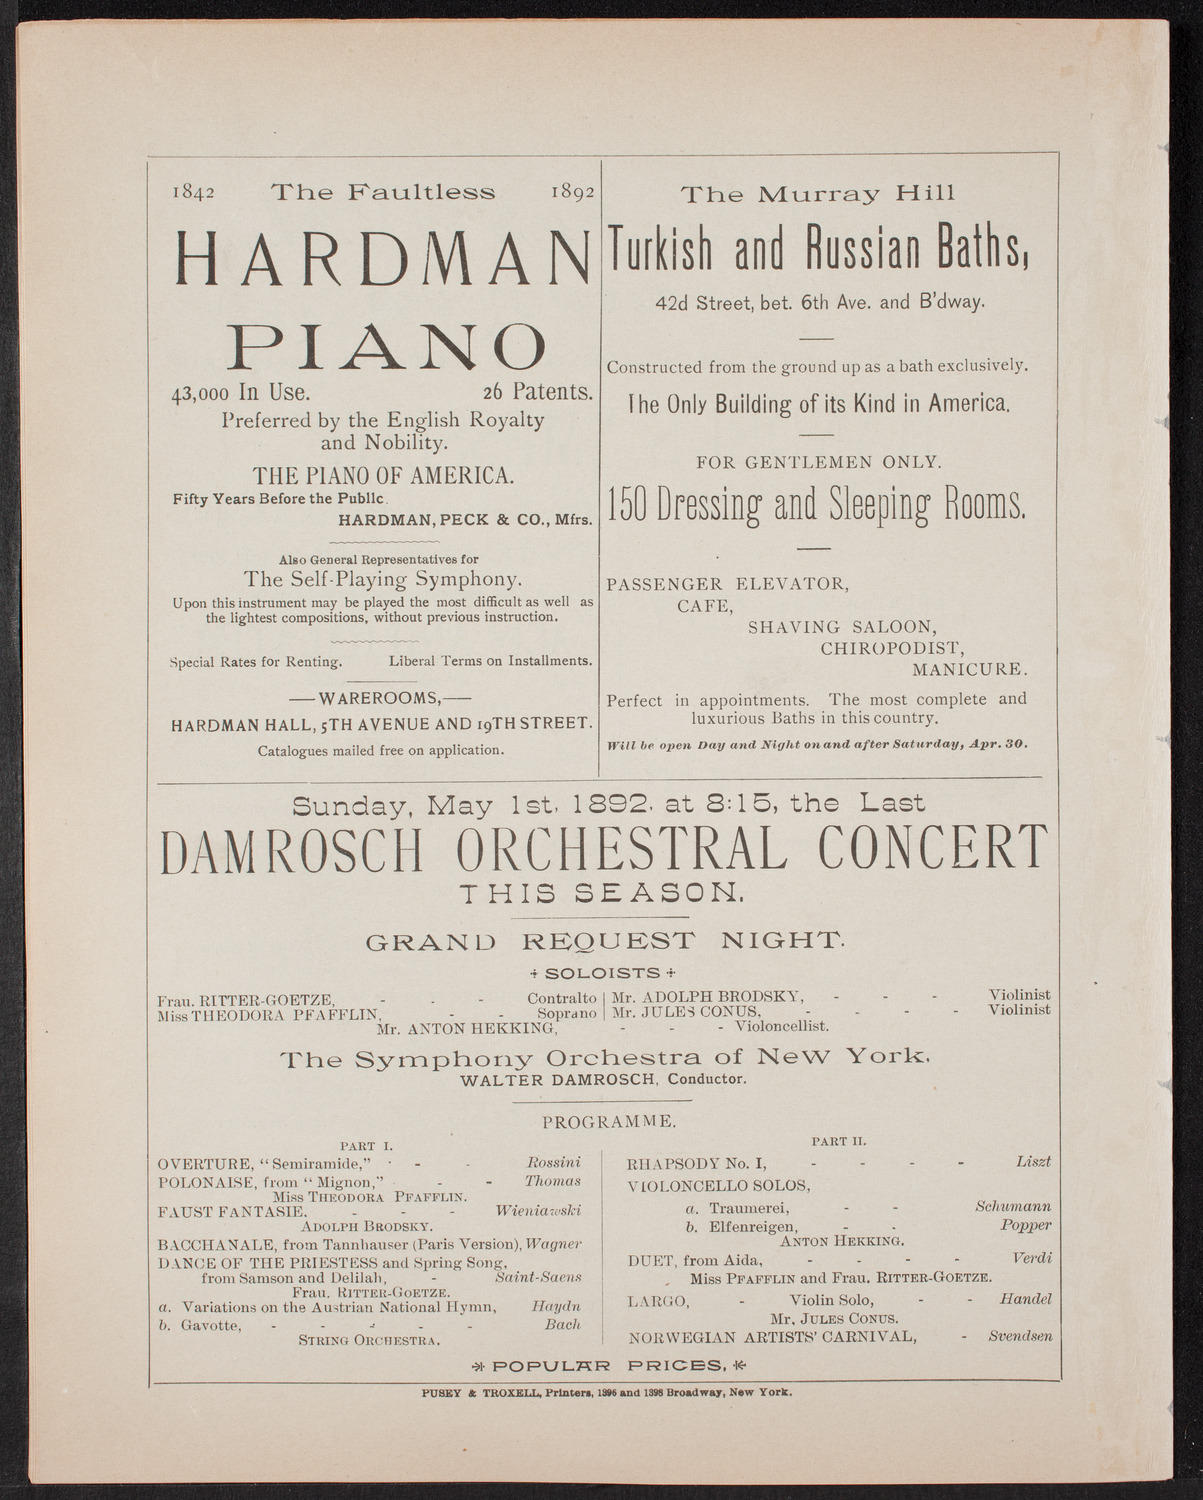 1842 The Faultless 1892
HARDMAN
PIANO
43,000 In Use. 26 Patents.
Preferred by the English Royalty
and Nobility.
THE PIANO OF AMERICA.
Fifty Years Before the Public.
HARDMAN, PECK & CO., Mfrs.
Also General Representatives for
The Self-Playing Symphony.
Upon this instrument may be played the most difficult as well as
the lightest compositions, without previous instruction.
Special Rates for Renting. Liberal Terms on Installments.
—WAREROOMS,—
HARDMAN HALL, 5TH AVENUE AND 19TH STREET.
Catalogues mailed free on application.
The Murray Hill
Turkish and Russian Baths,
42d Street, bet. 6th Ave. and B'dway.
Constructed from the ground up as a bath exclusively.
The Only Building of its Kind in America.
FOR GENTLEMEN ONLY.
150 Dressing and Sleeping Rooms.
PASSENGER ELEVATOR,
CAFE,
SHAVING SALOON,
CHIROPODIST,
MANICURE.
Perfect in appointments. The most complete and
luxurious Baths in this country.
Will be open Day and Night on and after Saturday, Apr. 30.
Sunday, May 1st, 1892, at 8:15, the Last
DAMROSCH ORCHESTRAL CONCERT
THIS SEASON.
GRAND REQUEST NIGHT.
+ SOLOISTS +
Frau. RITTER-GOETZE, - - - Contralto
Miss THEODORA PFAFFLIN, - - Soprano
Mr. ADOLPH BRODSKY, - - - Violinist
Mr. JULES CONUS, - - - - Violinist
Mr. ANTON HEKKING, - - - Violoncellist.
The Symphony Orchestra of New York.
WALTER DAMROSCH, Conductor.
PROGRAMME.
PART I.
OVERTURE, "Semiramide," - - - Rossini
POLONAISE, from "Mignon," - - - Thomas
Miss THEODORA PFAFFLIN.
FAUST FANTASIE, - - - Wieniawski
ADOLPH BRODSKY.
BACCHANALE, from Tannhauser (Paris Version), Wagner
DANCE OF THE PRIESTESS and Spring Song,
from Samson and Delilah, - Saint-Saens
Frau. RITTER-GOETZE.
a. Variations on the Austrian National Hymn, Haydn
b. Gavotte, - - - - - Bach
STRING ORCHESTRA.
PART II.
RHAPSODY No. I, - - - - Liszt
VIOLONCELLO SOLOS,
a. Traumerei, - - Schumann
b. Elfenreigen, - - Popper
ANTON HEKKING.
DUET, from Aida, - - - - Verdi
Miss PFAFFLIN and Frau. RITTER-GOETZE.
LARGO, - Violin Solo, - - Handel
Mr. JULES CONUS.
NORWEGIAN ARTISTS' CARNIVAL, - Svendsen
POPULAR PRICES.
PUSEY & TROXELL, Printers, 1396 and 1398 Broadway, New York.